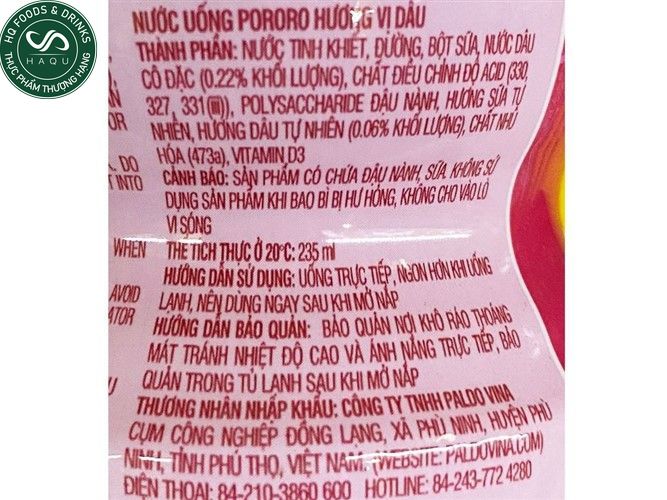 HQ FOODS & DRINKS
HAQU
THỰC PHẨM THƯỢNG HẠNG
NƯỚC UỐNG PORORO HƯƠNG VỊ DÂU
THÀNH PHẦN: NƯỚC TINH KHIẾT, ĐƯỜNG, BỘT SỮA, NƯỚC DÂU
CÔ ĐẶC (0.22% KHỐI LƯỢNG), CHẤT ĐIỀU CHỈNH ĐỘ ACID (330,
327, 331(iii)), POLYSACCHARIDE ĐẬU NÀNH, HƯƠNG SỮA TỰ
NHIÊN, HƯƠNG DÂU TỰ NHIÊN (0.06% KHỐI LƯỢNG), CHẤT NHŨ
HÓA (473a), VITAMIN D3
CẢNH BÁO: SẢN PHẨM CÓ CHỨA ĐẬU NÀNH, SỮA. KHÔNG SỬ
DỤNG SẢN PHẨM KHI BAO BÌ BỊ HƯ HỎNG, KHÔNG CHO VÀO LÒ
VI SÓNG
THỂ TÍCH THỰC Ở 20°C: 235 ml
HƯỚNG DẪN SỬ DỤNG: UỐNG TRỰC TIẾP, NGON HƠN KHI UỐNG
LẠNH, NÊN DÙNG NGAY SAU KHI MỞ NẮP
HƯỚNG DẪN BẢO QUẢN: BẢO QUẢN NƠI KHÔ RÁO THOÁNG
MÁT TRÁNH NHIỆT ĐỘ CAO VÀ ÁNH NẮNG TRỰC TIẾP, BẢO
QUẢN TRONG TỦ LẠNH SAU KHI MỞ NẮP
THƯƠNG NHÂN NHẬP KHẨU: CÔNG TY TNHH PALDO VINA
CỤM CÔNG NGHIỆP ĐỒNG LẠNG, XÃ PHÙ NINH, HUYỆN PHÙ
NINH, TỈNH PHÚ THỌ, VIỆT NAM. (WEBSITE: PALDOVINA.COM)
ĐIỆN THOẠI: 84-210-3860 600 HOTLINE: 84-243-772 4280
DO
INTO
WHEN
AVOID